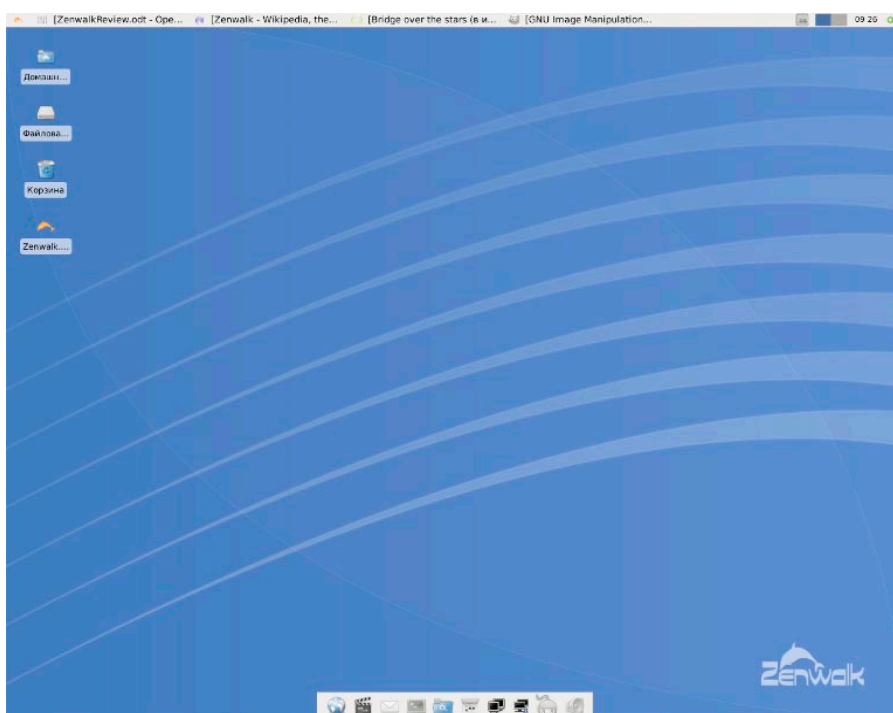 [ZenwalkReview.odt - Ope... [Zenwalk - Wikipedia, the... [Bridge over the stars (в и... [GNU Image Manipulation... 09 26
Домашн...
Файлова...
Корзина
Zenwalk....
zenwalk